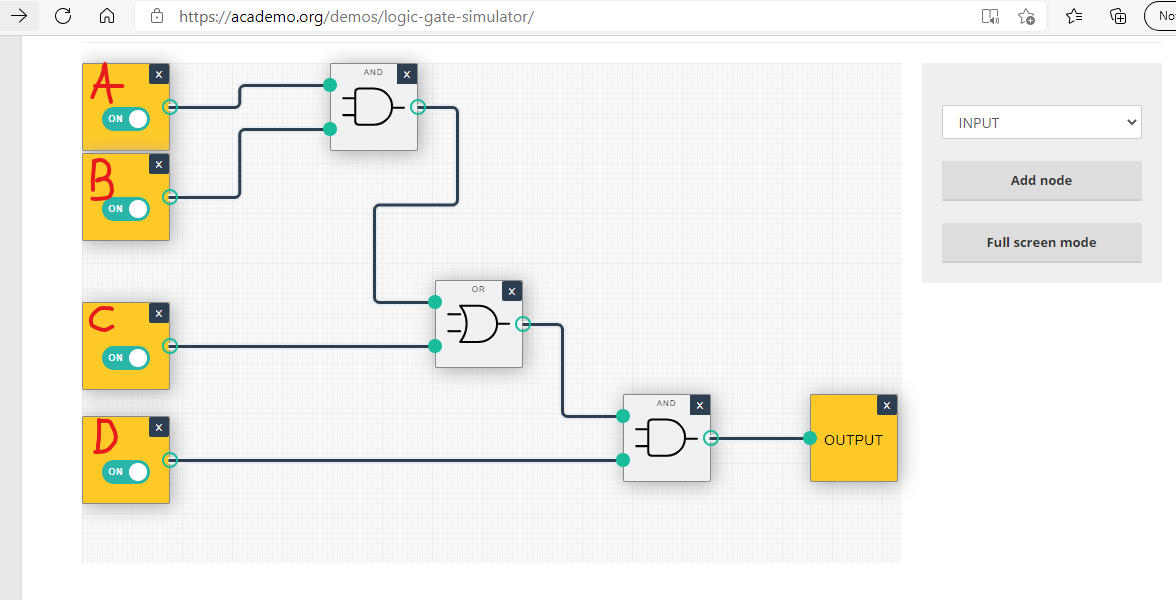 https://academo.org/demos/logic-gate-simulator/
No
A
X
ON
AND
X
B
X
ON
INPUT
Add node
Full screen mode
OR
X
C
X
ON
AND
X
X
OUTPUT
D
X
ON